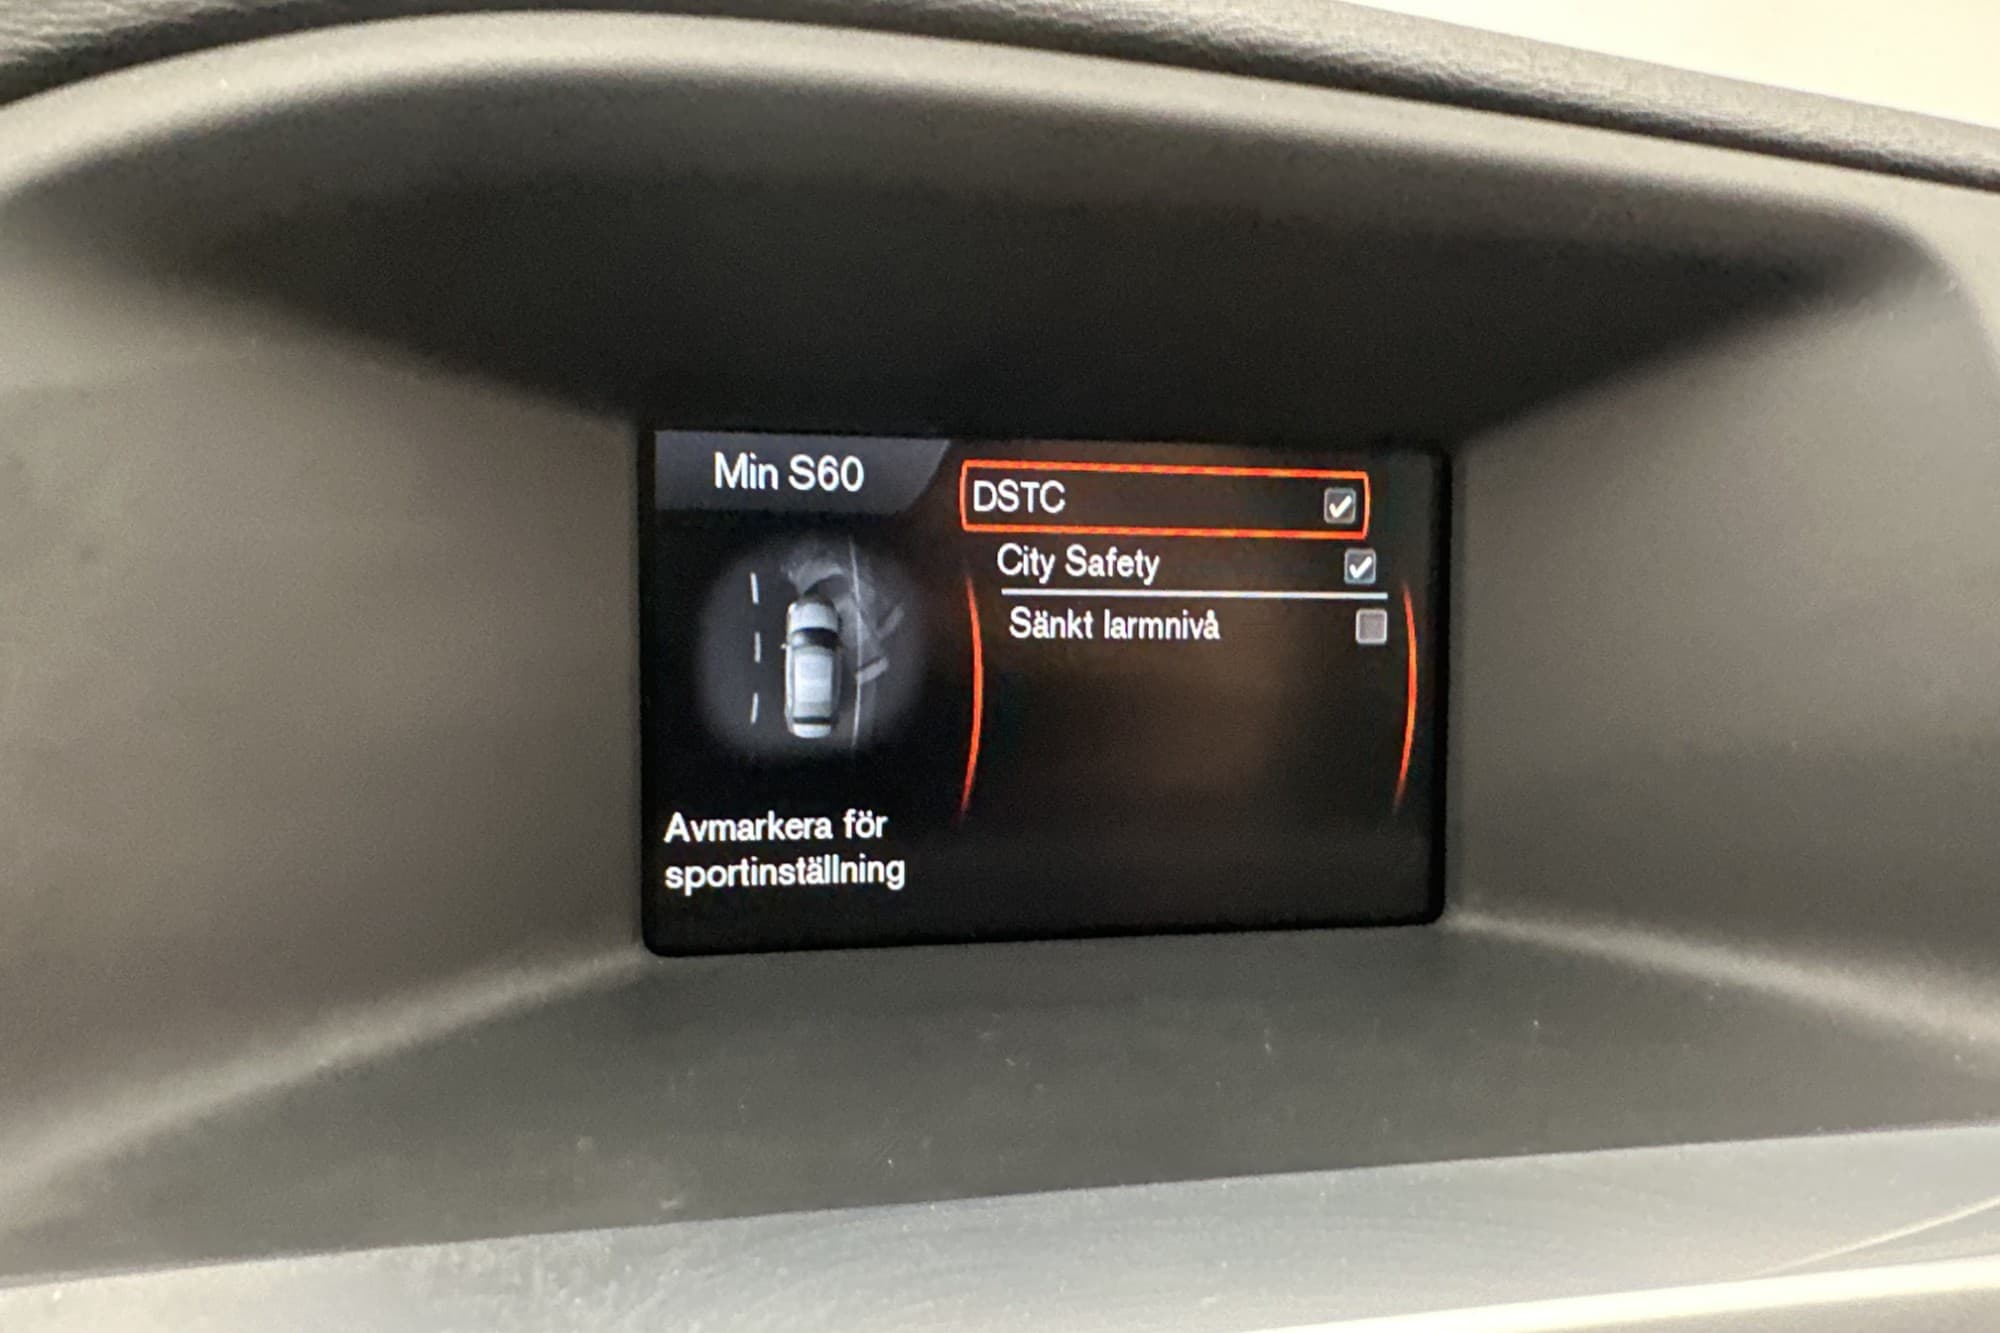 Min S60
DSTC
City Safety
Sänkt larmnivå
Avmarkera för
sportinställning